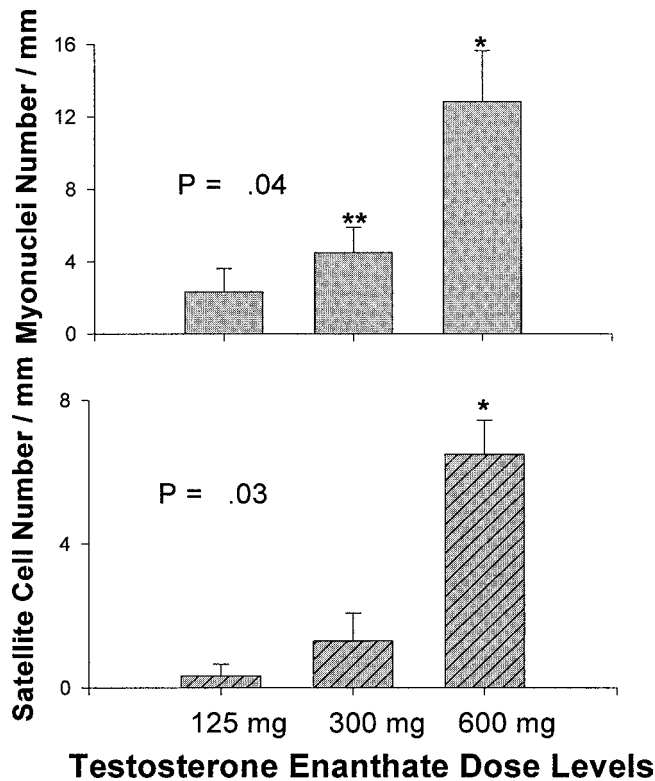 Myonuclei Number / mm
16
12
8
4
0
P = .04
**
*
Satellite Cell Number / mm
8
4
0
P = .03
*
125 mg 300 mg 600 mg
Testosterone Enanthate Dose Levels